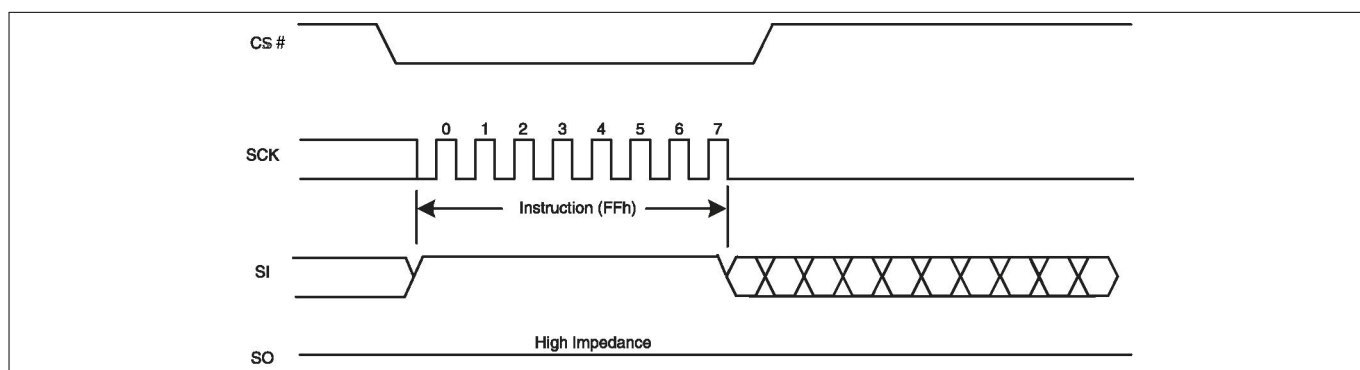 CS #
0 1 2 3 4 5 6 7
SCK
Instruction (FFh)
SI
High Impedance
SO